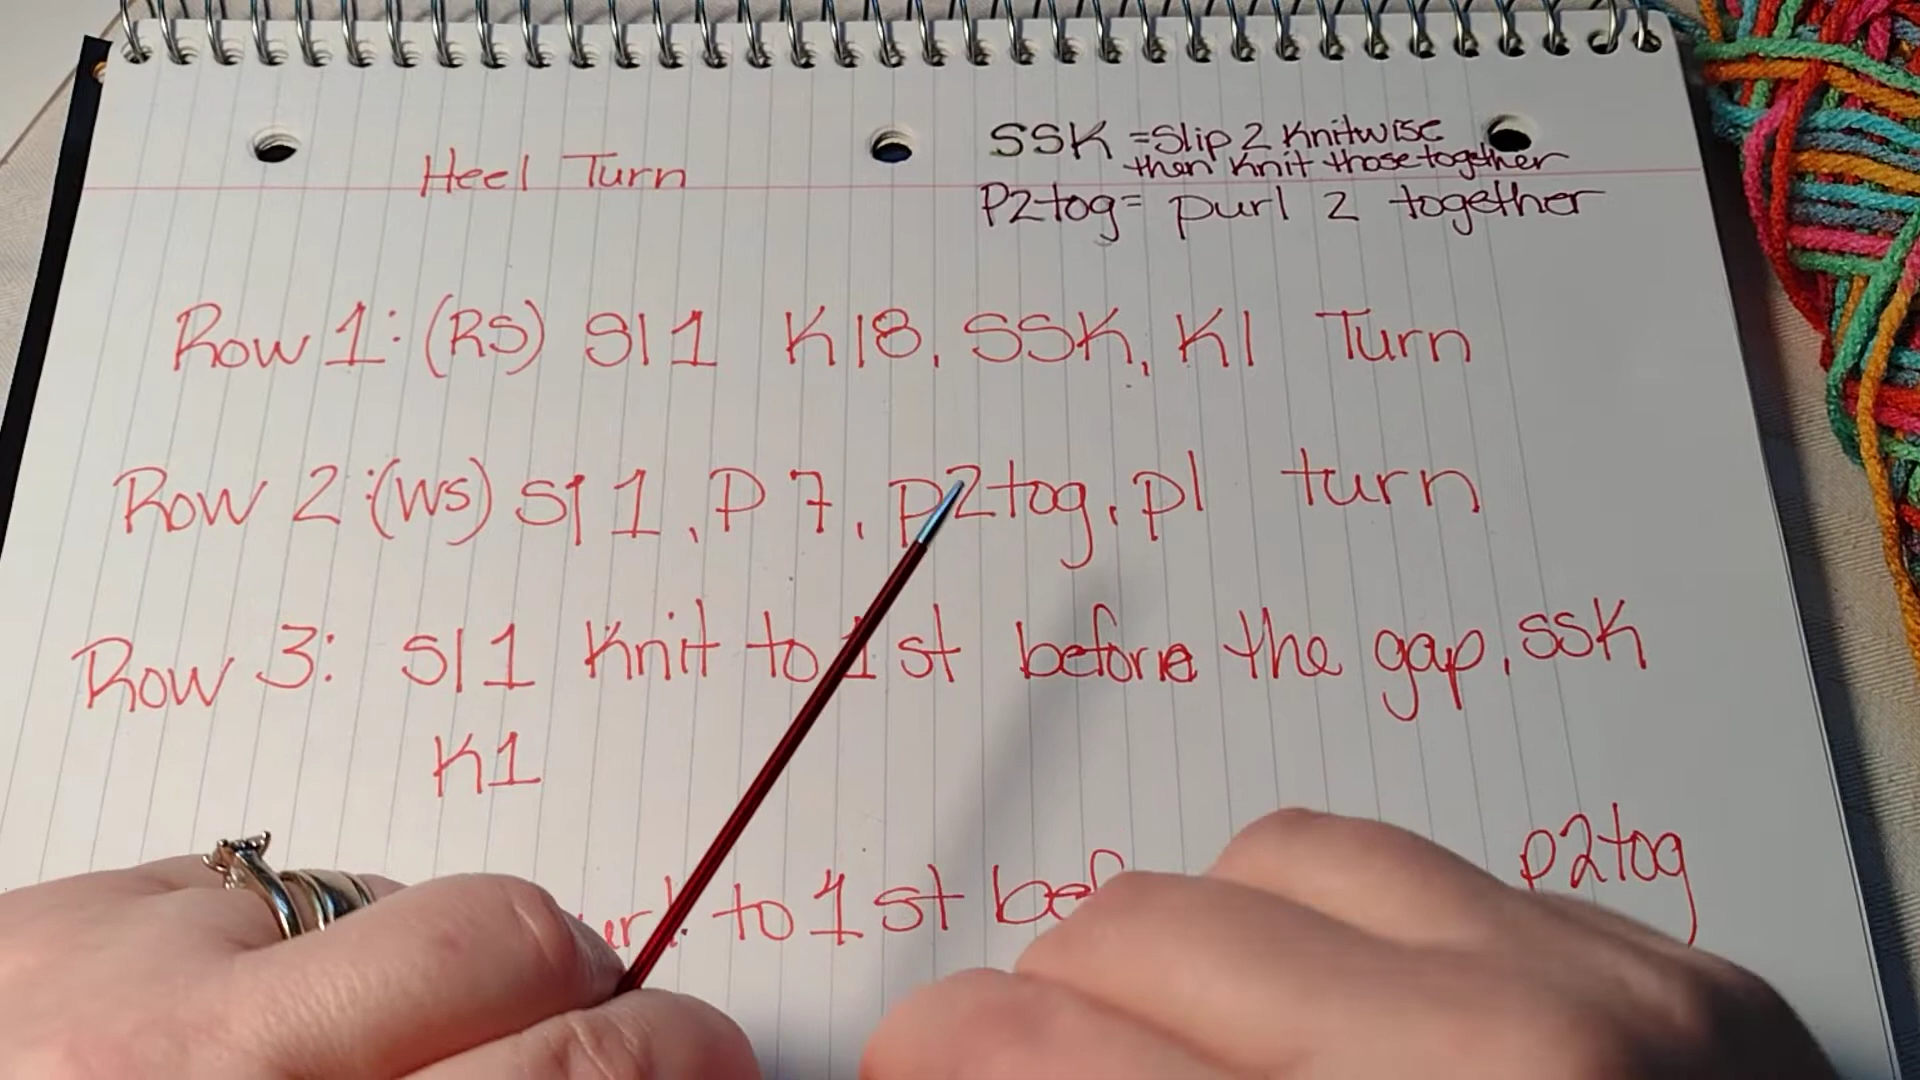 Heel Turn
SSK = Slip 2 Knitwise
then Knit those together
P2tog = purl 2 together
Row 1: (RS) Sl 1 K18, SSK, K1 Turn
Row 2: (WS) Sl 1, P 7, p2tog, p1 turn
Row 3: Sl 1 Knit to 1 st before the gap, SSK
K1
to 1 st p2tog